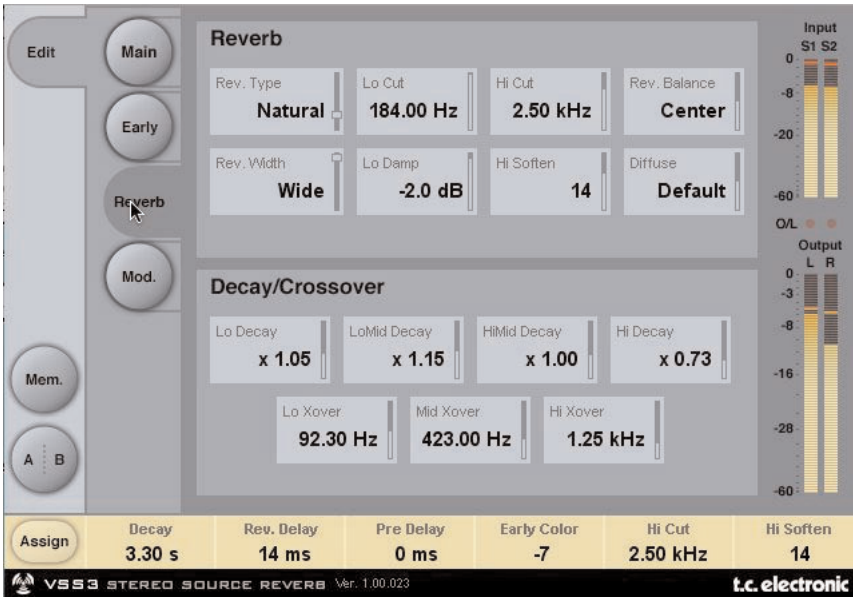 Edit
Main
Early
Reverb
Mod.
Mem.
A B
Reverb
Rev. Type
Natural
Lo Cut
184.00 Hz
Hi Cut
2.50 kHz
Rev. Balance
Center
Rev. Width
Wide
Lo Damp
-2.0 dB
Hi Soften
14
Diffuse
Default
Decay/Crossover
Lo Decay
x 1.05
LoMid Decay
x 1.15
HiMid Decay
x 1.00
Hi Decay
x 0.73
Lo Xover
92.30 Hz
Mid Xover
423.00 Hz
Hi Xover
1.25 kHz
Input
S1 S2
0
-8
-20
-60
O/L
Output
L R
0
-3
-8
-16
-28
-60
Assign
Decay
3.30 s
Rev. Delay
14 ms
Pre Delay
0 ms
Early Color
-7
Hi Cut
2.50 kHz
Hi Soften
14
VSS3 STEREO SOURCE REVERB Ver. 1.00.023
t.c. electronic